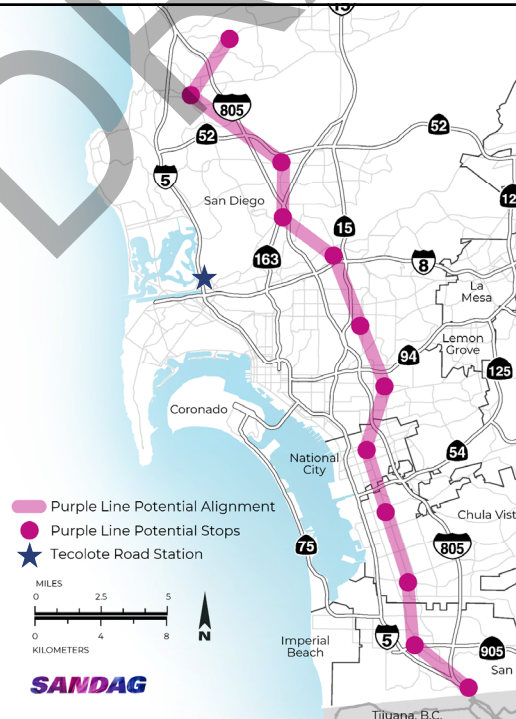 15
805
52
52
5
San Diego
12
15
163
8
La
Mesa
Lemon
Grove
94
125
Coronado
National
City
54
Purple Line Potential Alignment
Purple Line Potential Stops
Tecolote Road Station
Chula Vist
805
75
MILES
0 2.5 5
0 4 8
KILOMETERS
N
Imperial
Beach
5
905
San
SANDAG
Tijuana, B.C.